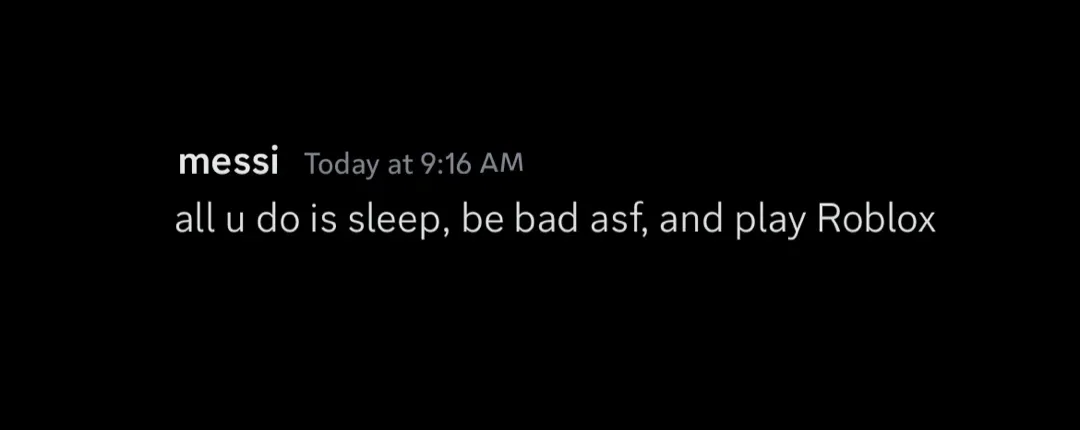 messi Today at 9:16 AM
all u do is sleep, be bad asf, and play Roblox